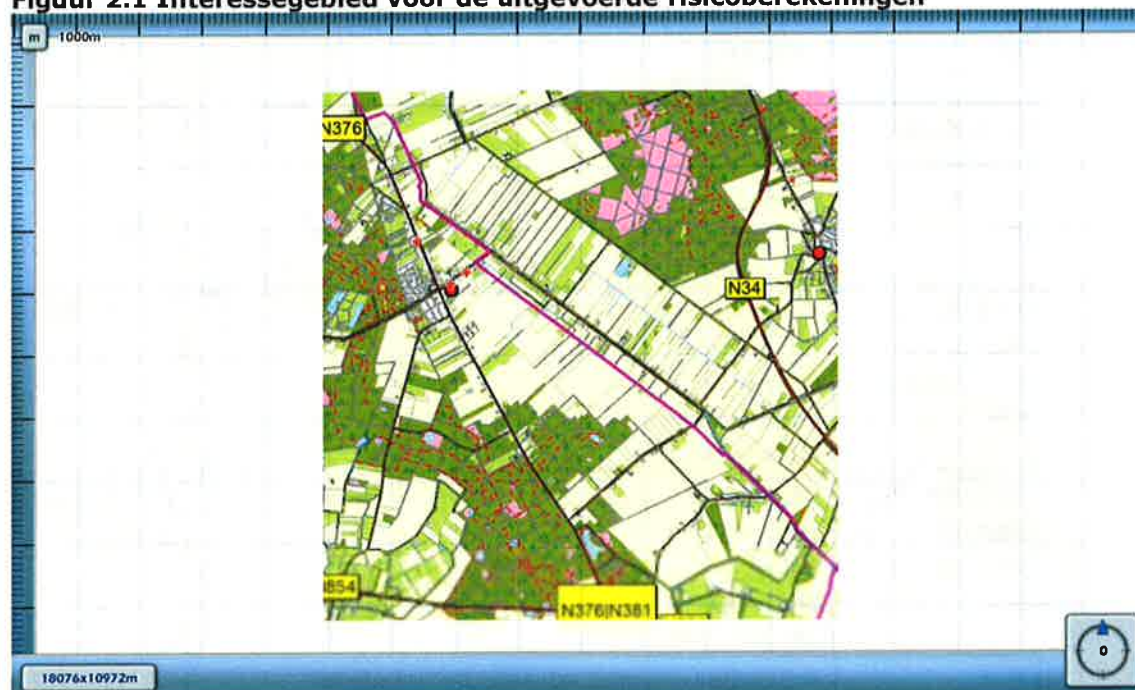 Figuur 2.1 Interessegebied voor de uitgevoerde risicoberekeningen
m 1000m
N376
N34
N376|N381
18076x10972m
0